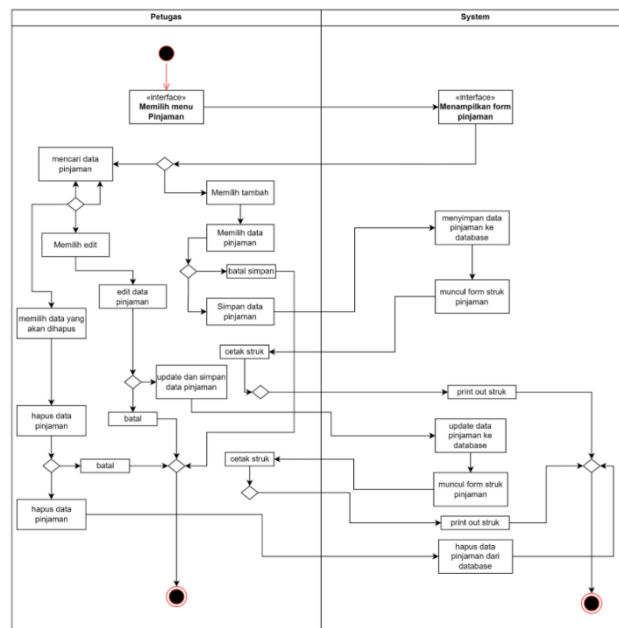 Petugas
System
«interface»
Memilih menu
Pinjaman
«interface»
Menampilkan form
pinjaman
mencari data
pinjaman
Memilih tambah
Memilih data
pinjaman
menyimpan data
pinjaman ke
database
Memilih edit
batal simpan
edit data
pinjaman
Simpan data
pinjaman
muncul form struk
pinjaman
memilih data yang
akan dihapus
cetak struk
update dan simpan
data pinjaman
print out struk
hapus data
pinjaman
batal
update data
pinjaman ke
database
batal
cetak struk
muncul form struk
pinjaman
hapus data
pinjaman
print out struk
hapus data
pinjaman dari
database